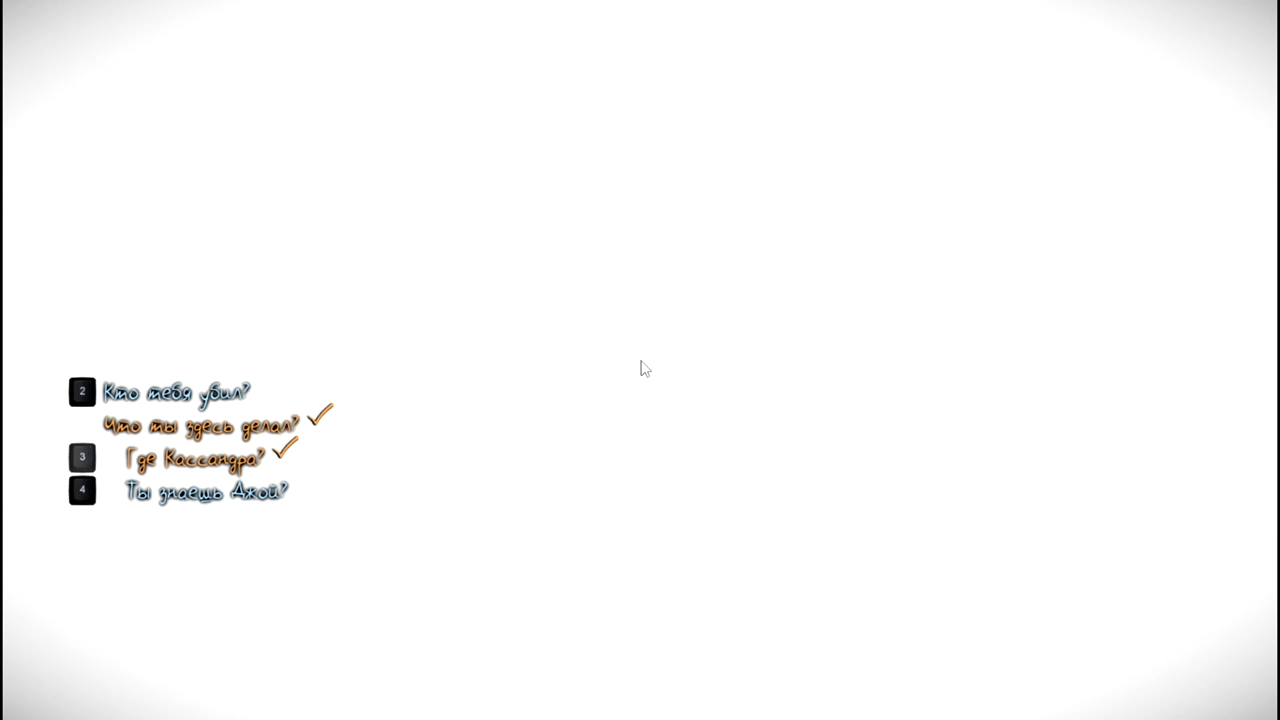 2 Кто тебя убил?
Что ты здесь делал?
3 Где Кассандра?
4 Ты знаешь Джой?